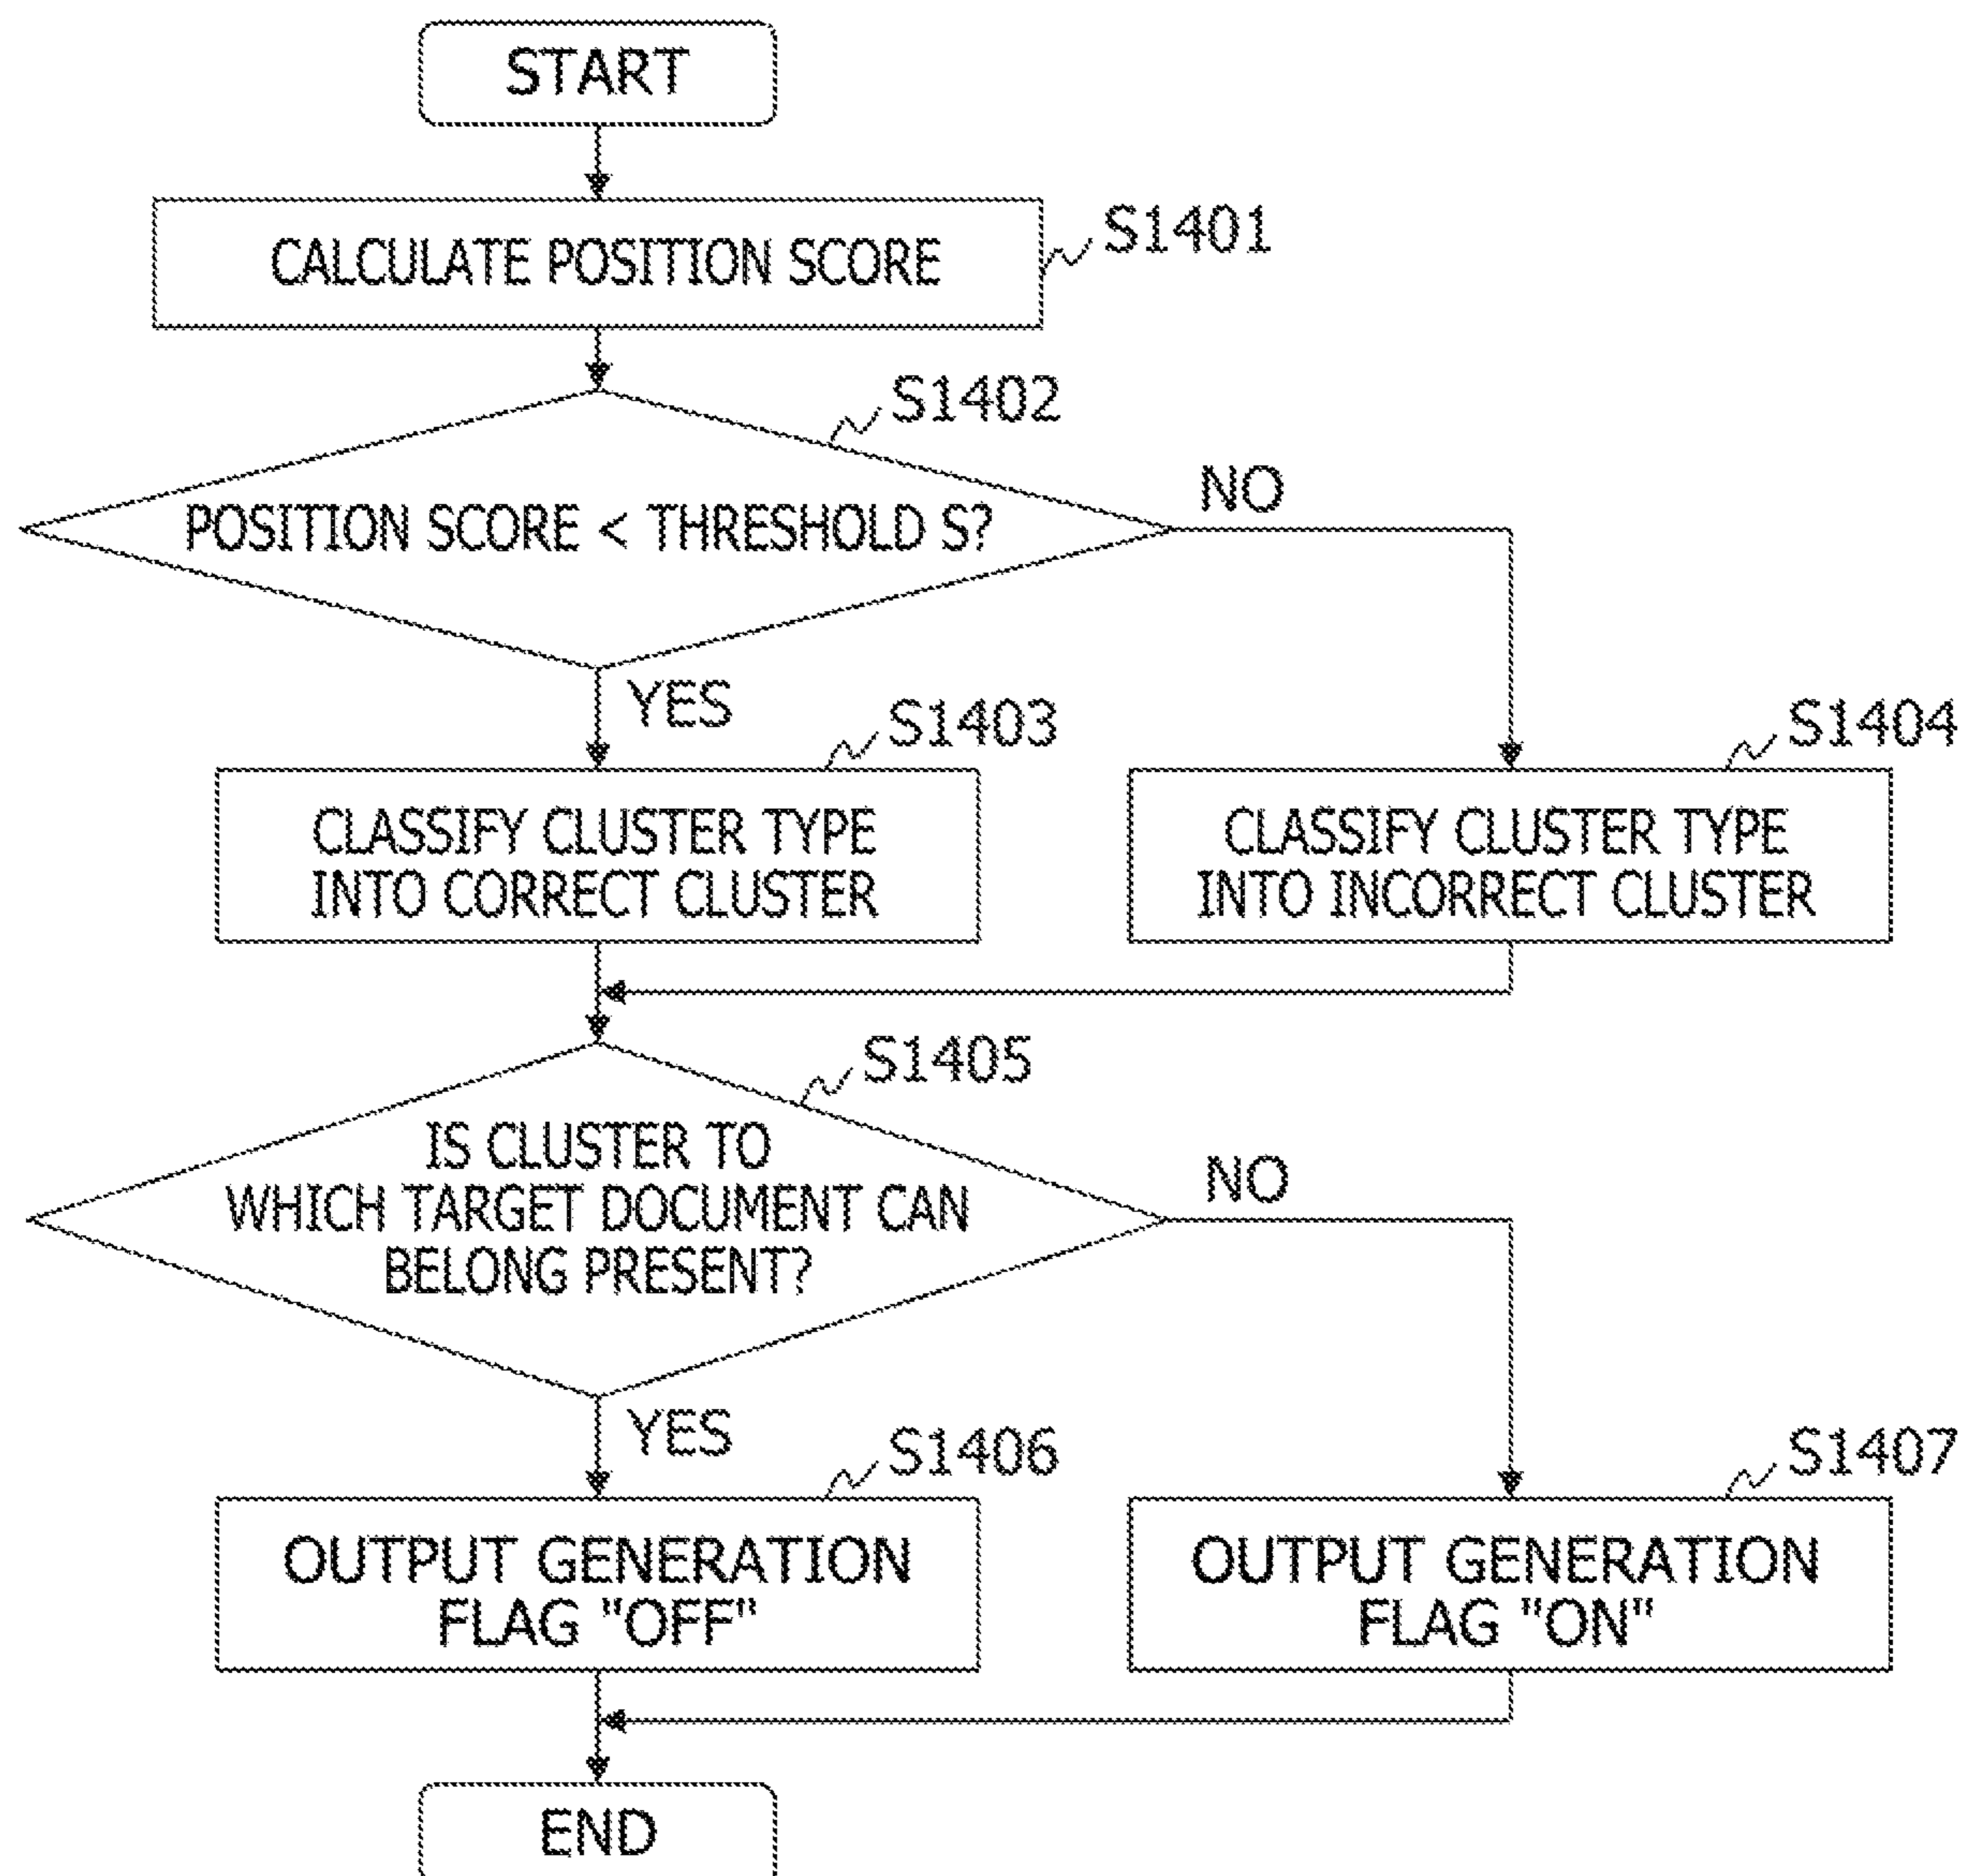 START
CALCULATE POSITION SCORE
S1401
S1402
POSITION SCORE < THRESHOLD S?
NO
YES
S1403
S1404
CLASSIFY CLUSTER TYPE
INTO CORRECT CLUSTER
CLASSIFY CLUSTER TYPE
INTO INCORRECT CLUSTER
S1405
IS CLUSTER TO
WHICH TARGET DOCUMENT CAN
BELONG PRESENT?
NO
YES
S1406
S1407
OUTPUT GENERATION
FLAG "OFF"
OUTPUT GENERATION
FLAG "ON"
END